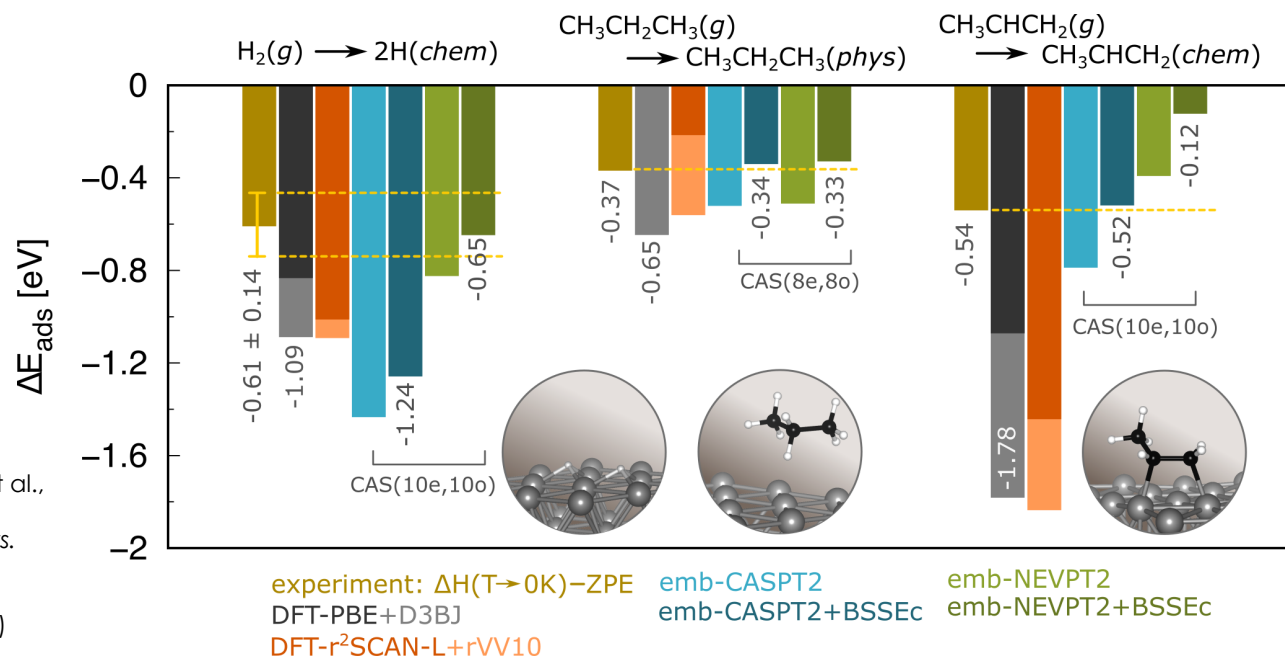 CH₃CH₂CH₃(g)
CH₃CHCH₂(g)
H₂(g) → 2H(chem)
→ CH₃CH₂CH₃(phys)
→ CH₃CHCH₂(chem)
ΔE_ads [eV]
0
−0.4
−0.8
−1.2
−1.6
−2
-0.61 ± 0.14
-1.09
-1.24
-0.65
CAS(10e,10o)
-0.37
-0.65
-0.34
-0.33
CAS(8e,8o)
-0.54
-1.78
-0.52
-0.12
CAS(10e,10o)
t al.,
s.
)
experiment: ΔH(T→0K)−ZPE
DFT-PBE+D3BJ
DFT-r²SCAN-L+rVV10
emb-CASPT2
emb-CASPT2+BSSEc
emb-NEVPT2
emb-NEVPT2+BSSEc